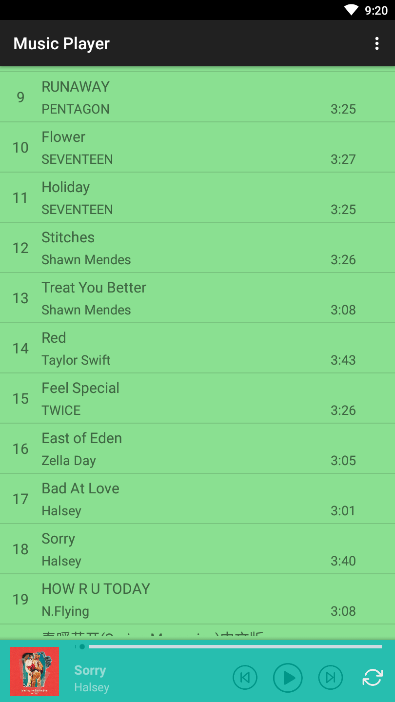 9:20
Music Player
9
RUNAWAY
PENTAGON
3:25
10
Flower
SEVENTEEN
3:27
11
Holiday
SEVENTEEN
3:25
12
Stitches
Shawn Mendes
3:26
13
Treat You Better
Shawn Mendes
3:08
14
Red
Taylor Swift
3:43
15
Feel Special
TWICE
3:26
16
East of Eden
Zella Day
3:05
17
Bad At Love
Halsey
3:01
18
Sorry
Halsey
3:40
19
HOW R U TODAY
N.Flying
3:08
Sorry
Halsey